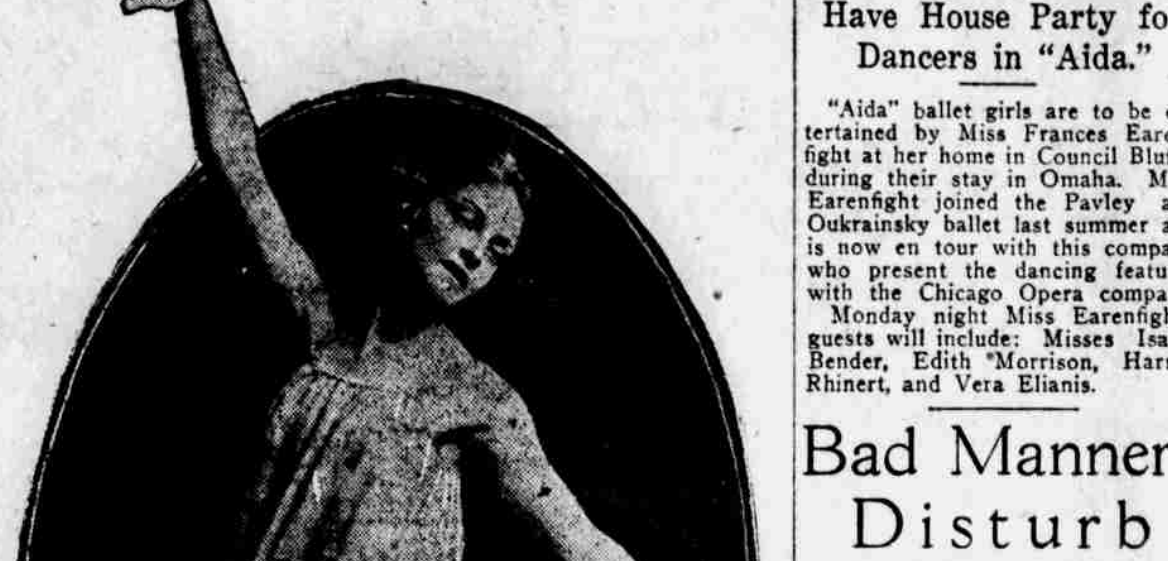 Have House Party fo
Dancers in "Aida."
"Aida" ballet girls are to be
tertained by Miss Frances Eare
fight at her home in Council Blu
during their stay in Omaha. M
Earenfight joined the Pavley a
Oukrainsky ballet last summer a
is now en tour with this compa
who present the dancing featu
with the Chicago Opera compa
Monday night Miss Earenfigh
guests will include: Misses Isa
Bender, Edith Morrison, Harr
Rhinert, and Vera Elianis.
Bad Manner
Disturb